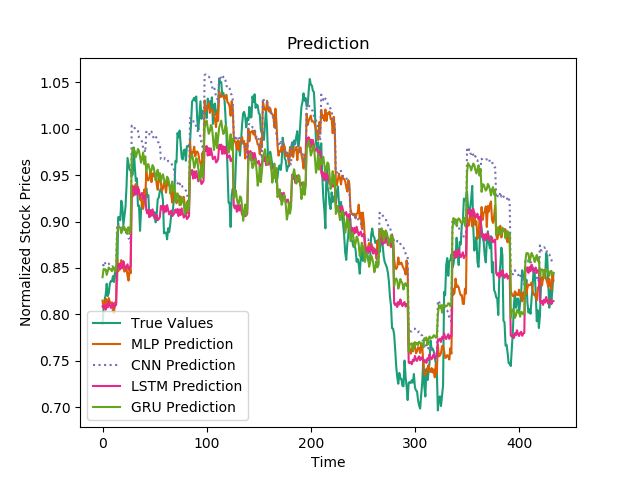 Prediction
Normalized Stock Prices
1.05
1.00
0.95
0.90
0.85
0.80
0.75
0.70
True Values
MLP Prediction
CNN Prediction
LSTM Prediction
GRU Prediction
0
100
200
300
400
Time